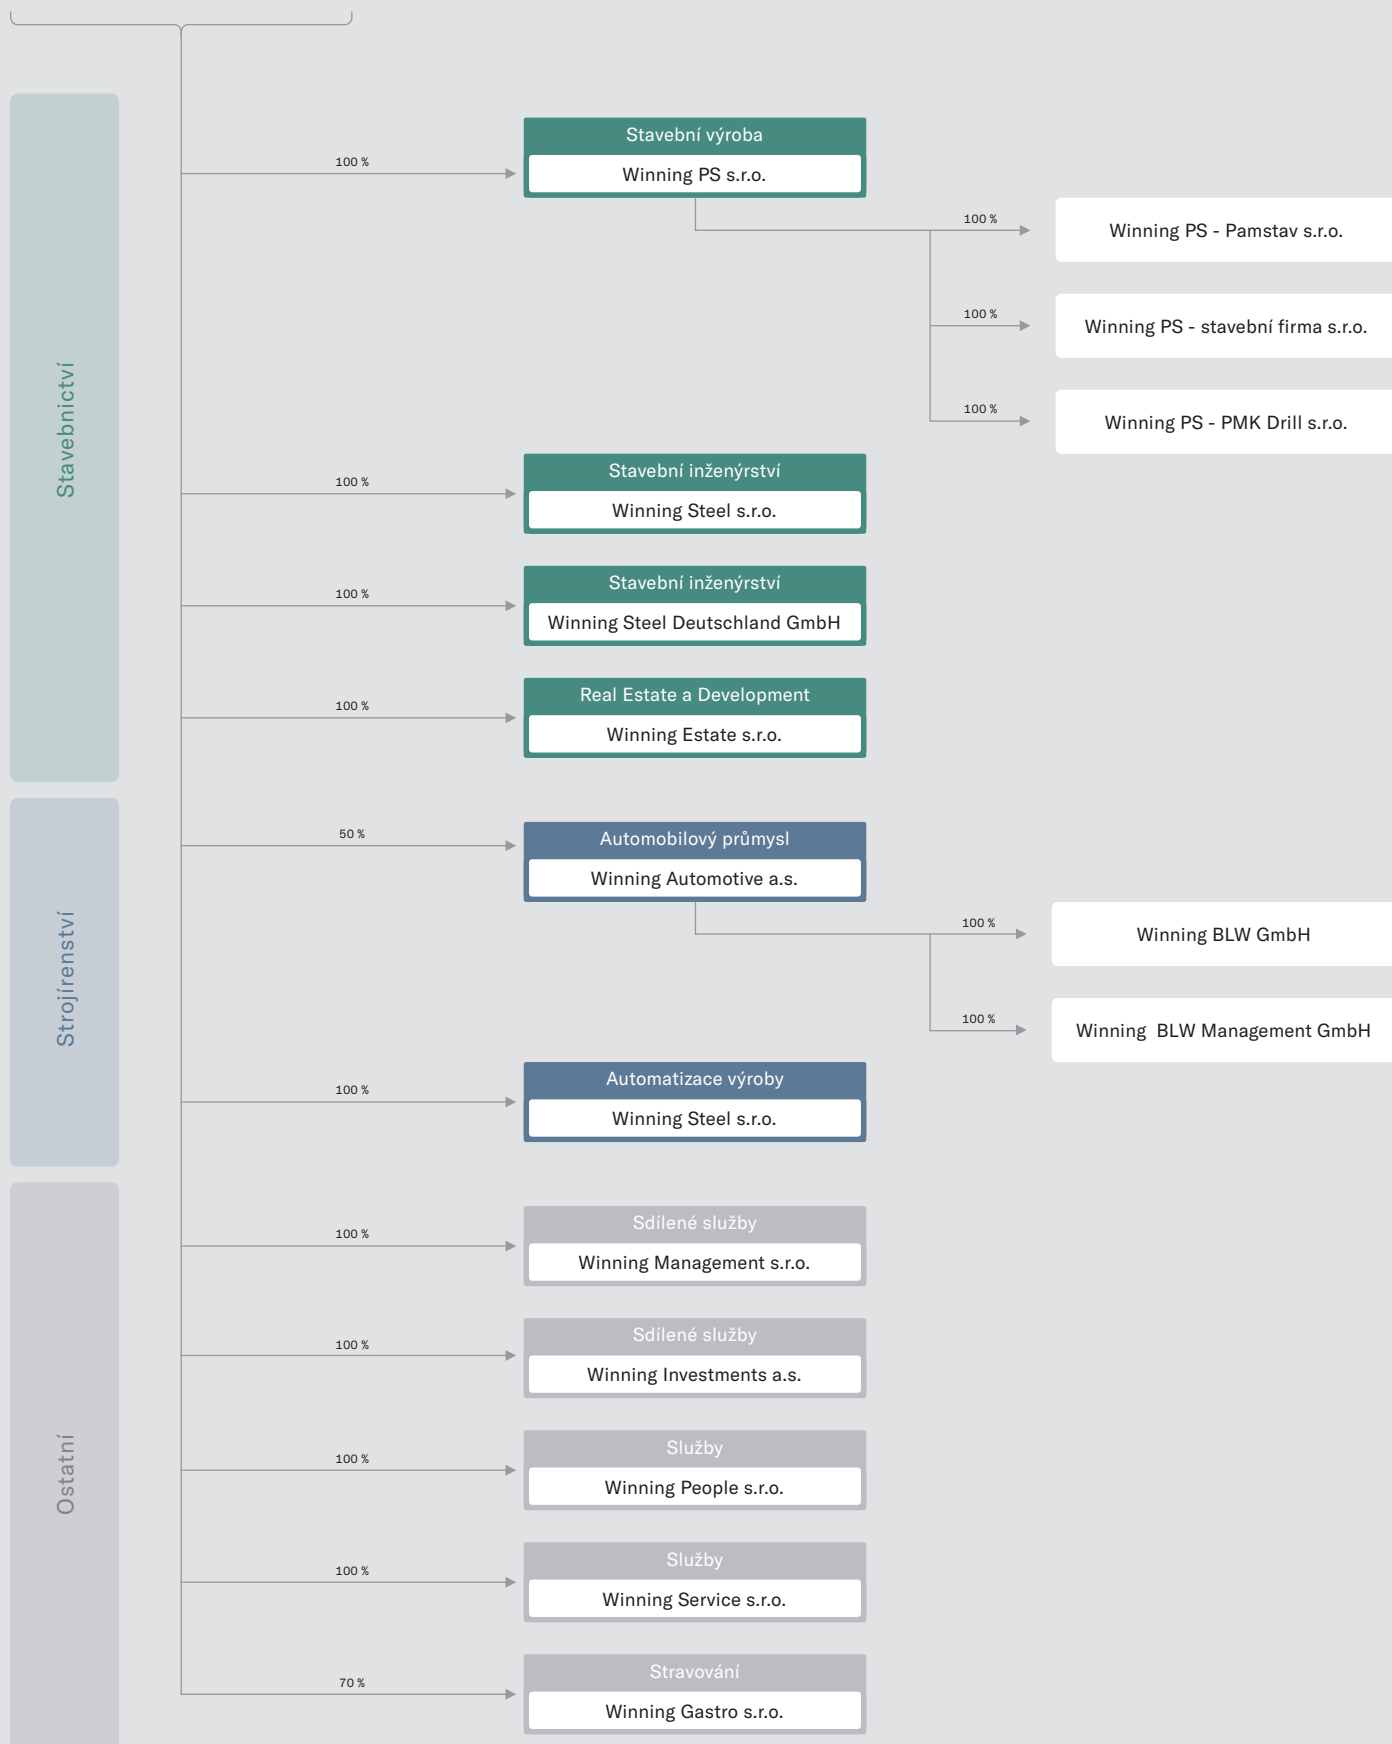 Stavebnictví
100 %
Stavební výroba
Winning PS s.r.o.
100 %
Winning PS - Pamstav s.r.o.
100 %
Winning PS - stavební firma s.r.o.
100 %
Winning PS - PMK Drill s.r.o.
100 %
Stavební inženýrství
Winning Steel s.r.o.
100 %
Stavební inženýrství
Winning Steel Deutschland GmbH
100 %
Real Estate a Development
Winning Estate s.r.o.
Strojírenství
50 %
Automobilový průmysl
Winning Automotive a.s.
100 %
Winning BLW GmbH
100 %
Winning BLW Management GmbH
100 %
Automatizace výroby
Winning Steel s.r.o.
Ostatní
100 %
Sdílené služby
Winning Management s.r.o.
100 %
Sdílené služby
Winning Investments a.s.
100 %
Služby
Winning People s.r.o.
100 %
Služby
Winning Service s.r.o.
70 %
Stravování
Winning Gastro s.r.o.